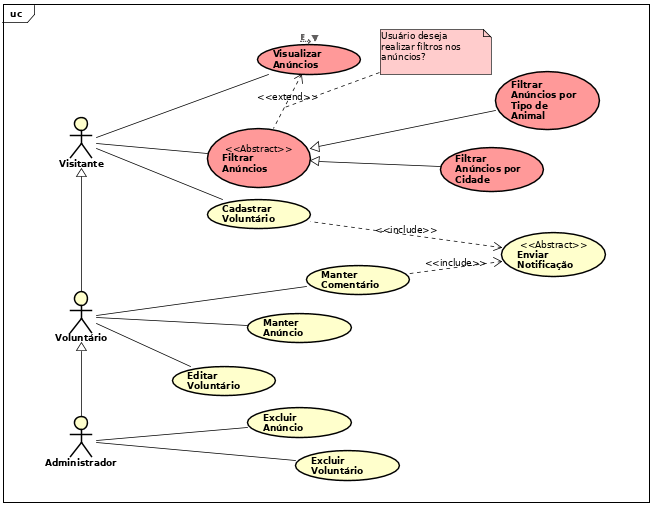 uc
Visualizar
Anúncios
Usuário deseja
realizar filtros nos
anúncios?
<<extend>>
Filtrar
Anúncios por
Tipo de
Animal
<<Abstract>>
Filtrar
Anúncios
Filtrar
Anúncios por
Cidade
Visitante
Cadastrar
Voluntário
<<include>>
<<Abstract>>
Enviar
Notificação
<<include>>
Manter
Comentário
Manter
Anúncio
Voluntário
Editar
Voluntário
Excluir
Anúncio
Administrador
Excluir
Voluntário